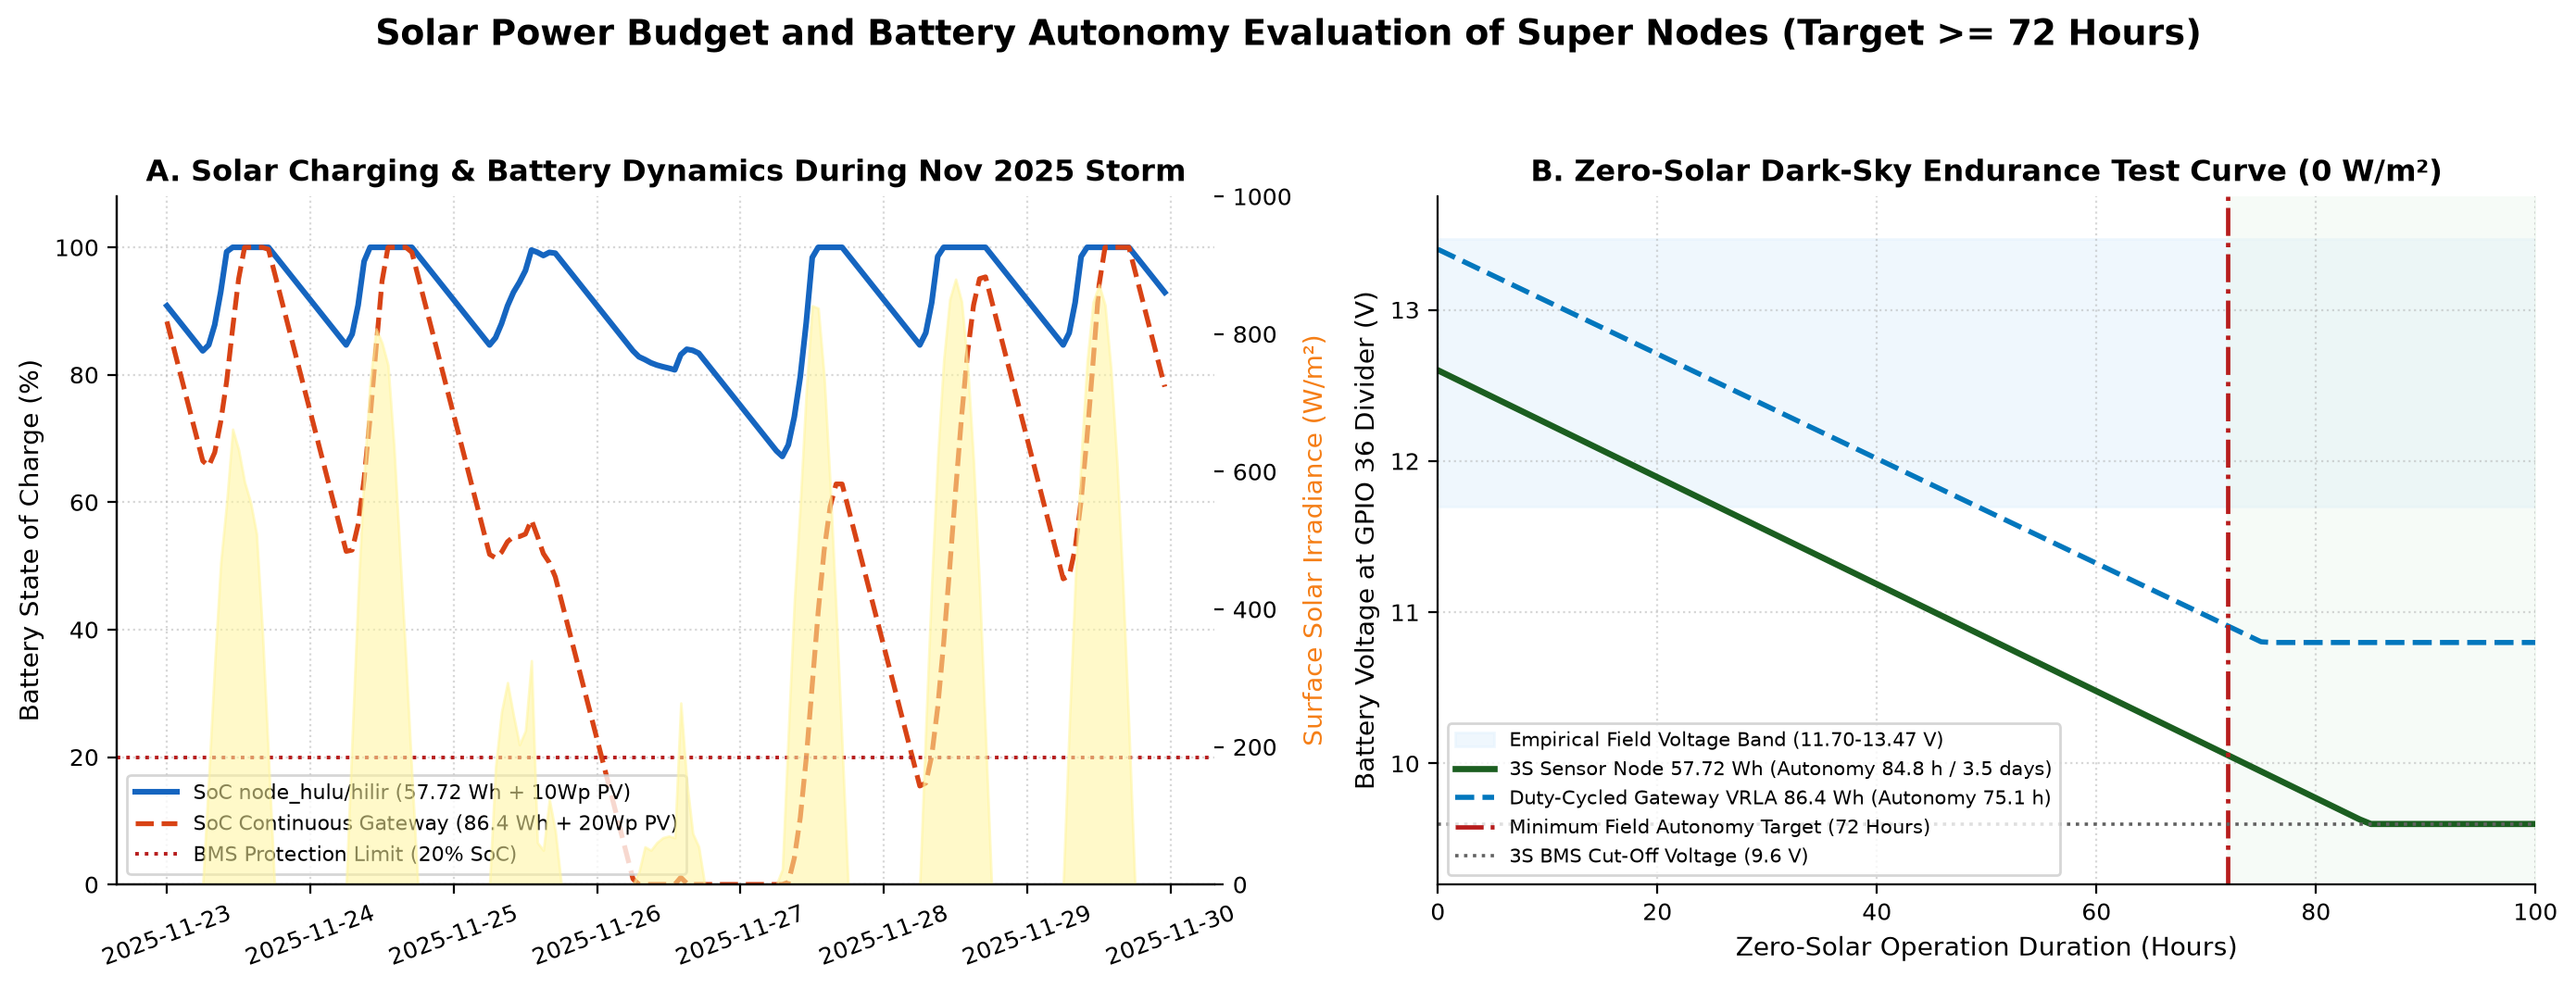 Solar Power Budget and Battery Autonomy Evaluation of Super Nodes (Target >= 72 Hours)
A. Solar Charging & Battery Dynamics During Nov 2025 Storm
Battery State of Charge (%)
100
80
60
40
20
0
1000
800
600
400
200
0
Surface Solar Irradiance (W/m²)
SoC node_hulu/hilir (57.72 Wh + 10Wp PV)
SoC Continuous Gateway (86.4 Wh + 20Wp PV)
BMS Protection Limit (20% SoC)
2025-11-23
2025-11-24
2025-11-25
2025-11-26
2025-11-27
2025-11-28
2025-11-29
2025-11-30
B. Zero-Solar Dark-Sky Endurance Test Curve (0 W/m²)
Battery Voltage at GPIO 36 Divider (V)
13
12
11
10
Empirical Field Voltage Band (11.70-13.47 V)
3S Sensor Node 57.72 Wh (Autonomy 84.8 h / 3.5 days)
Duty-Cycled Gateway VRLA 86.4 Wh (Autonomy 75.1 h)
Minimum Field Autonomy Target (72 Hours)
3S BMS Cut-Off Voltage (9.6 V)
0
20
40
60
80
100
Zero-Solar Operation Duration (Hours)